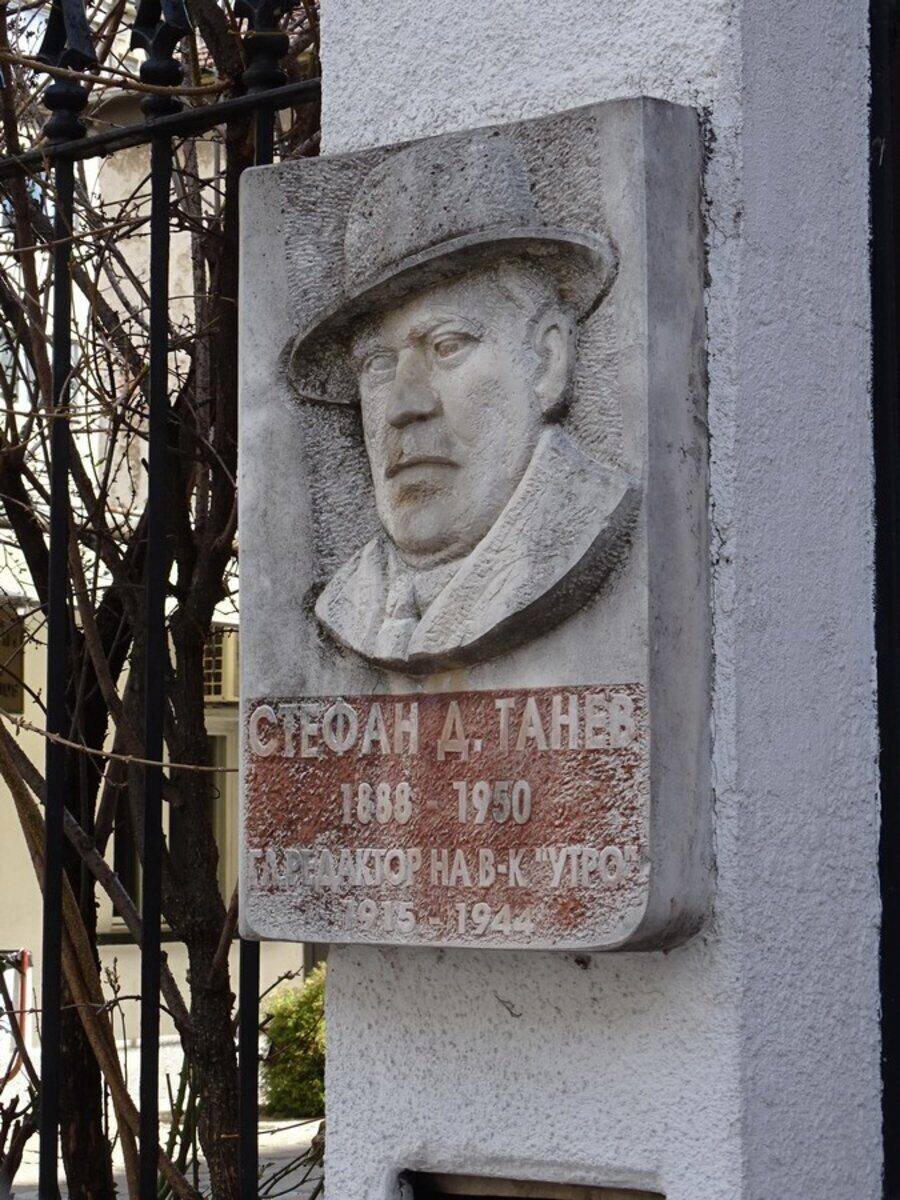 СТЕФАН Д. ТАНЕВ
1888 - 1950
ГЛ. РЕДАКТОР НА В-К "УТРО"
1915 - 1944